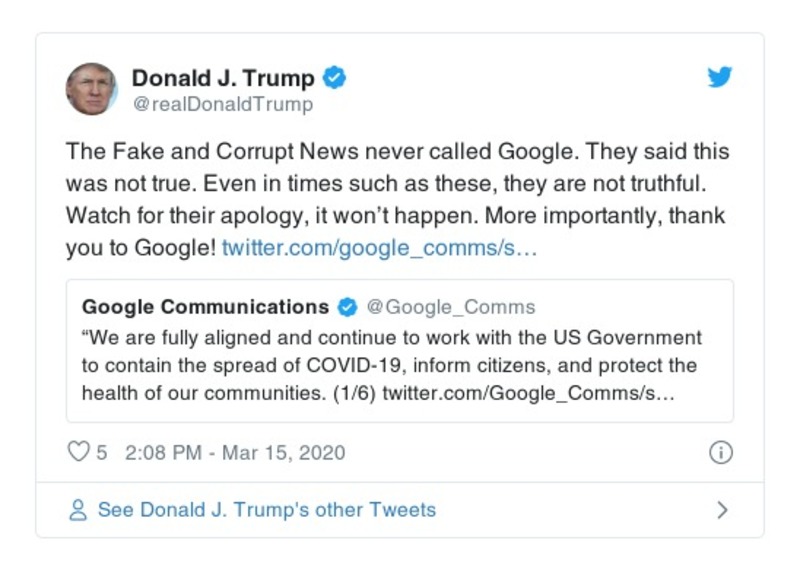 Donald J. Trump
@realDonaldTrump
The Fake and Corrupt News never called Google. They said this
was not true. Even in times such as these, they are not truthful.
Watch for their apology, it won’t happen. More importantly, thank
you to Google! twitter.com/google_comms/s…
Google Communications @Google_Comms
“We are fully aligned and continue to work with the US Government
to contain the spread of COVID-19, inform citizens, and protect the
health of our communities. (1/6) twitter.com/Google_Comms/s…
5 2:08 PM - Mar 15, 2020
See Donald J. Trump's other Tweets